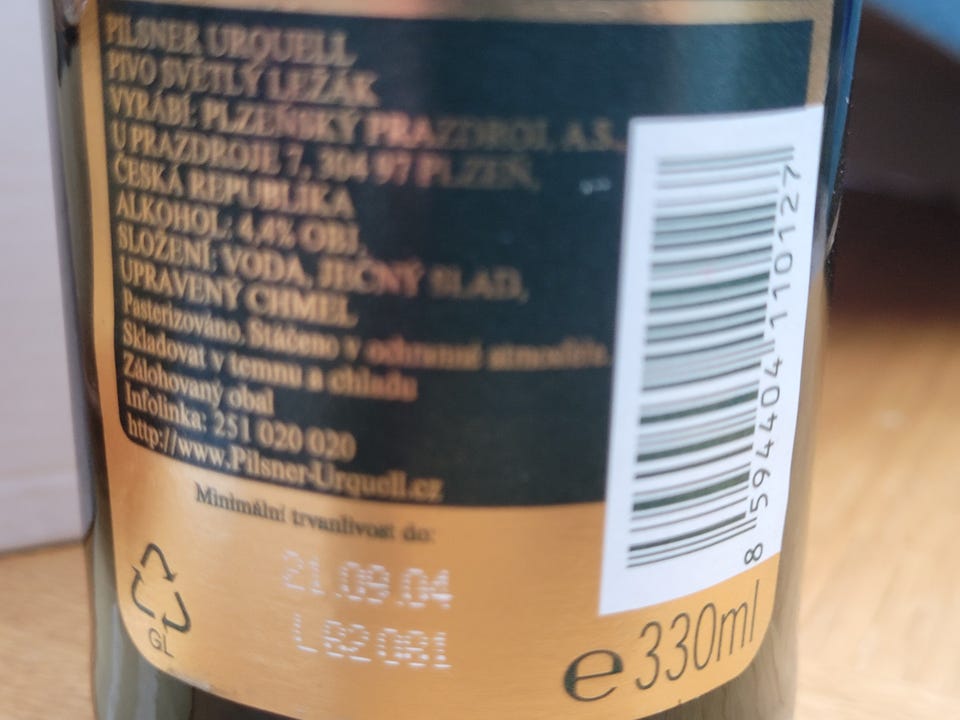 PILSNER URQUELL
PIVO SVĚTLÝ LEŽÁK
VYRÁBÍ: PLZEŇSKÝ PRAZDROJ, A.S.,
U PRAZDROJE 7, 304 97 PLZEŇ,
ČESKÁ REPUBLIKA
ALKOHOL: 4,4% OBJ.
SLOŽENÍ: VODA, JEČNÝ SLAD,
UPRAVENÝ CHMEL
Pasterizováno. Stáčeno v ochranné atmosféře.
Skladovat v temnu a chladu
Zálohovaný obal
Infolinka: 251 020 020
http://www.Pilsner-Urquell.cz
Minimální trvanlivost do:
21.09.04
L B2081
GL
e 330ml
8 594404 110127